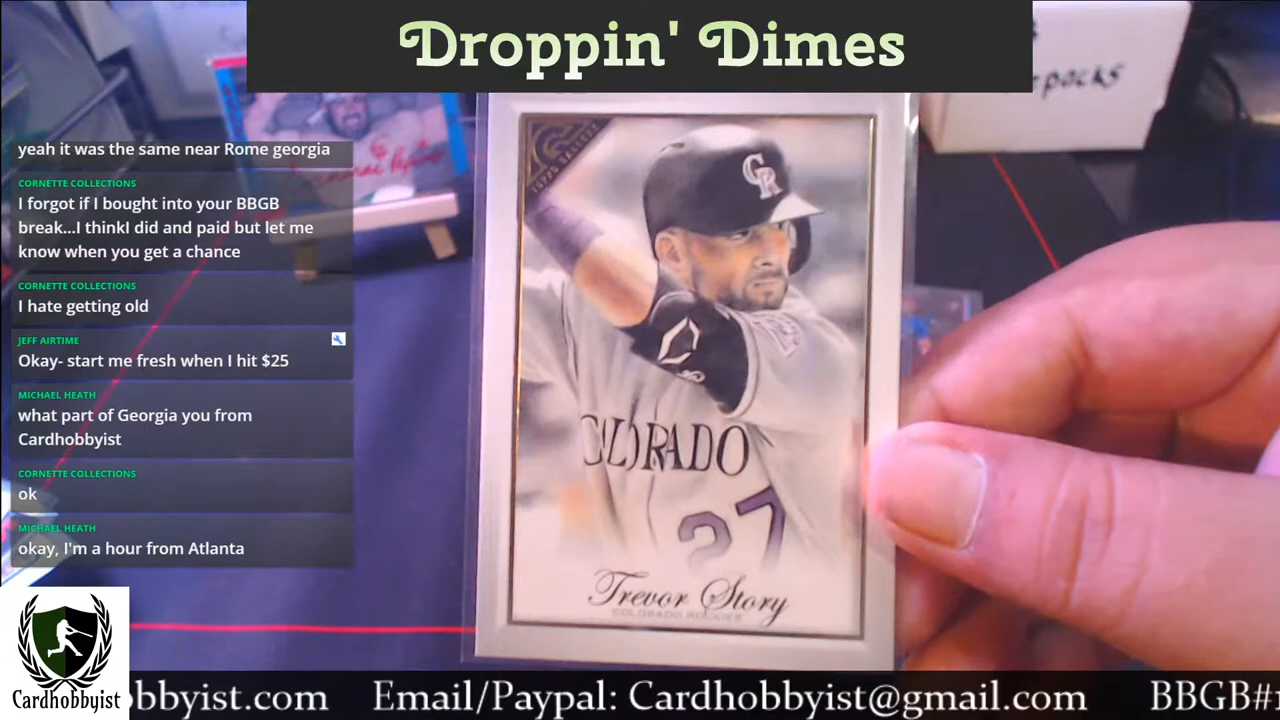 Droppin' Dimes
packs
yeah it was the same near Rome georgia
CORNETTE COLLECTIONS
I forgot if I bought into your BBGB
break...I thinkI did and paid but let me
know when you get a chance
CORNETTE COLLECTIONS
I hate getting old
JEFF AIRTIME
Okay- start me fresh when I hit $25
MICHAEL HEATH
what part of Georgia you from
Cardhobbyist
CORNETTE COLLECTIONS
ok
MICHAEL HEATH
okay, I'm a hour from Atlanta
TOPPS GALLERY
CR
COLORADO
27
Trevor Story
COLORADO ROCKIES
Cardhobbyist
obbyist.com Email/Paypal: Cardhobbyist@gmail.com BBGB#